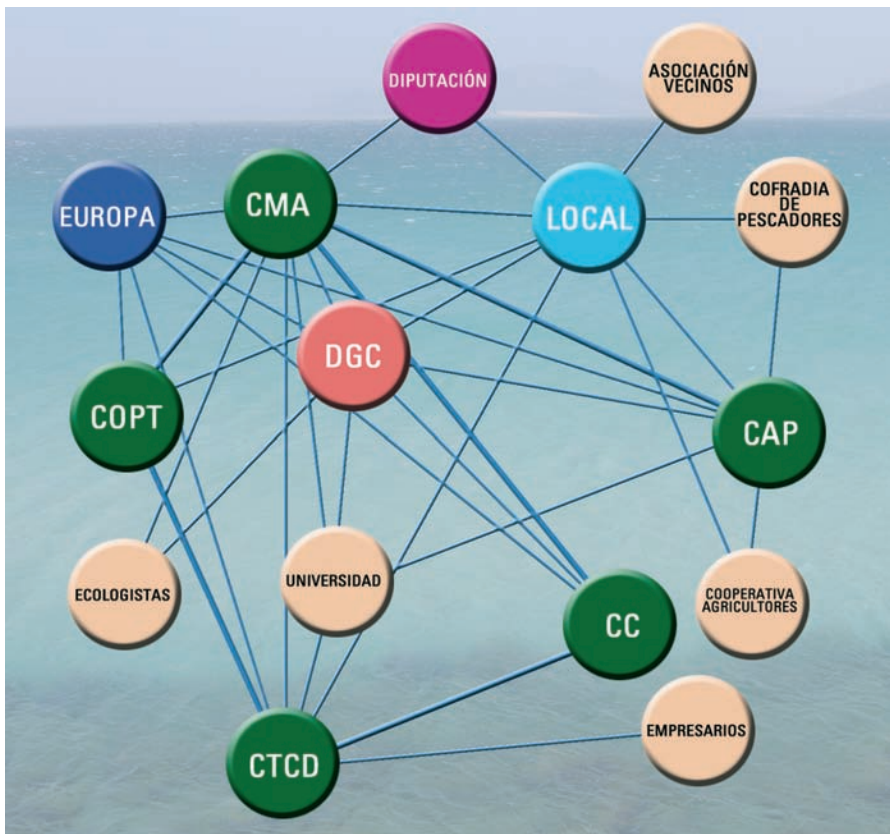 DIPUTACIÓN
ASOCIACIÓN
VECINOS
EUROPA
CMA
LOCAL
COFRADIA
DE
PESCADORES
DGC
COPT
CAP
ECOLOGISTAS
UNIVERSIDAD
CC
COOPERATIVA
AGRICULTORES
CTCD
EMPRESARIOS